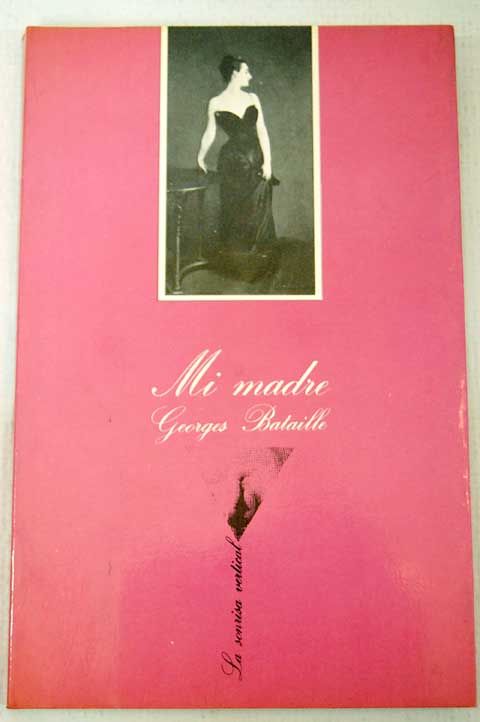 Mi madre
Georges Bataille
La sonrisa vertical